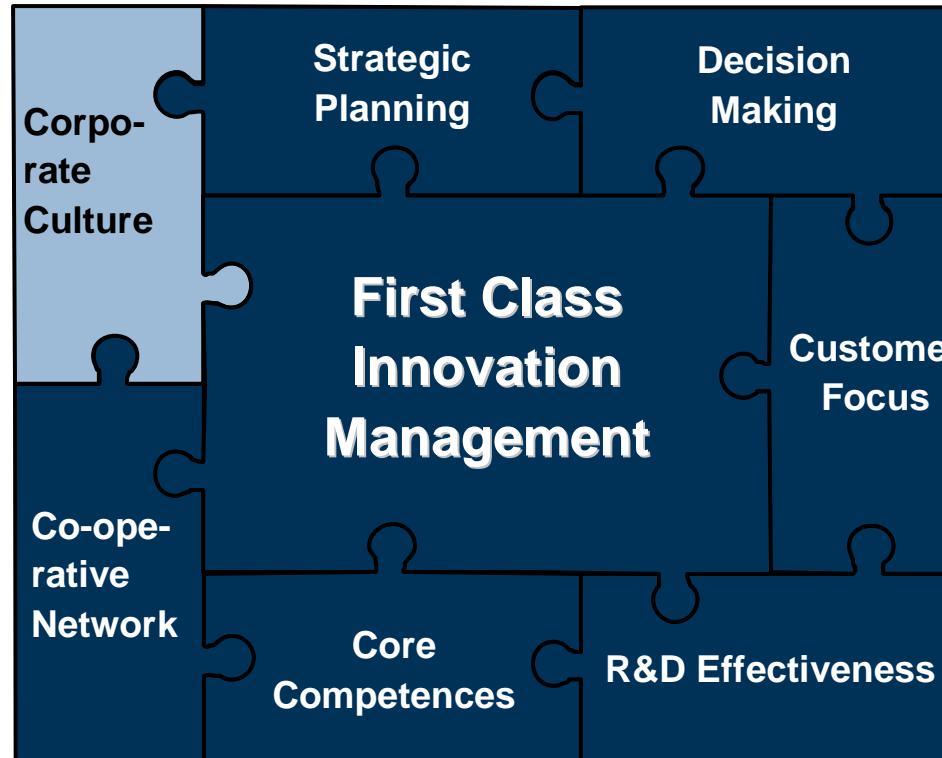 Strategic
Planning
Decision
Making
Corpo-
rate
Culture
First Class
Innovation
Management
Custome
Focus
Co-ope-
rative
Network
Core
Competences
R&D Effectiveness